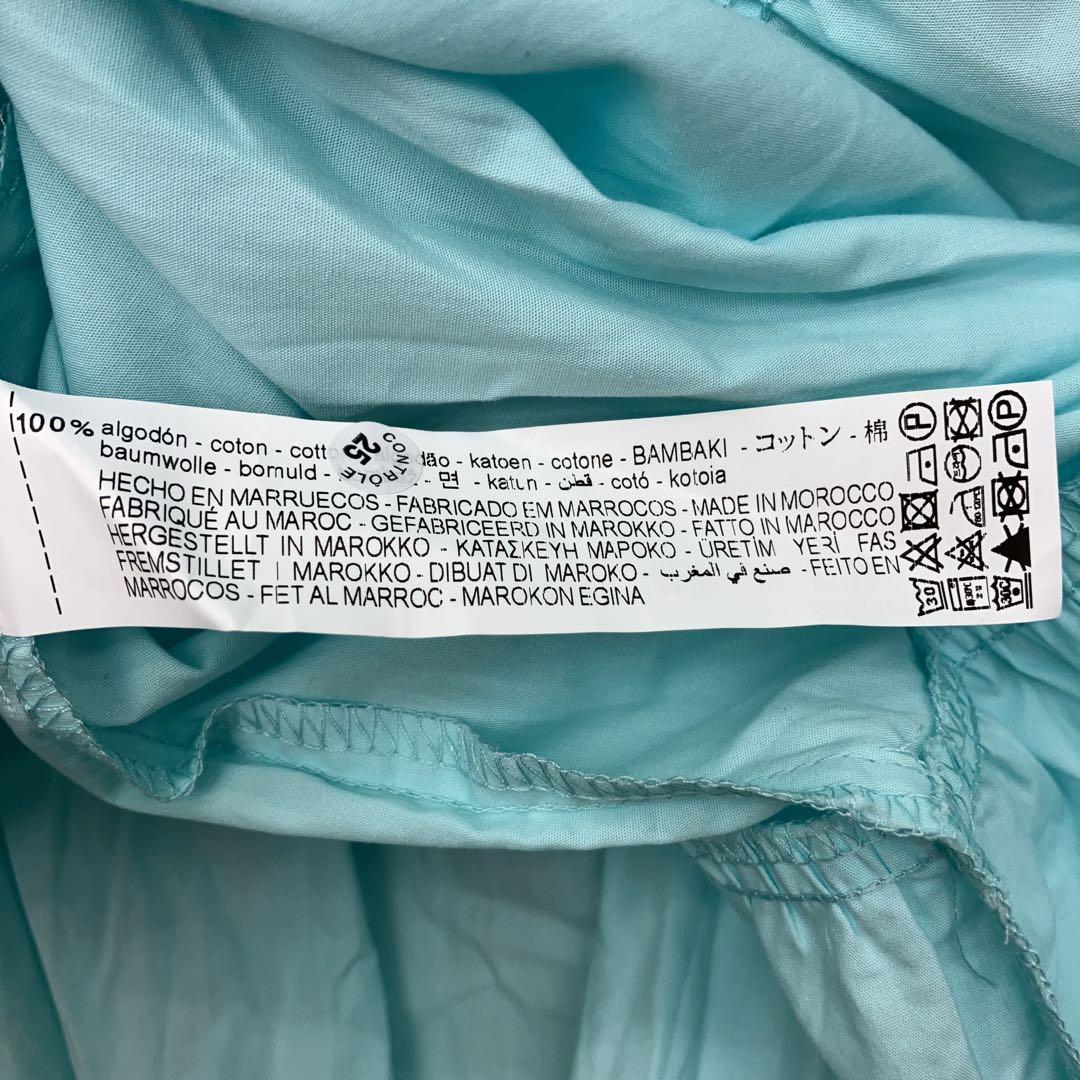 100% algodón - coton - cott dão - katoen - cotone - BAMBAKI - コットン - 棉
baumwolle - bomuld - 면 - katun - قطن - cotó - kotoia
HECHO EN MARRUECOS - FABRICADO EM MARROCOS - MADE IN MOROCCO
FABRIQUÉ AU MAROC - GEFABRICEERD IN MAROKKO - FATTO IN MAROCCO
HERGESTELLT IN MAROKKO - ΚΑΤΑΣΚΕΥΗ ΜΑΡΟΚΟ - ÜRETİM YERİ FAS
FREMSTILLET I MAROKKO - DIBUAT DI MAROKO - صنع في المغرب - FEITO EN
MARROCOS - FET AL MARROC - MAROKON EGINA
CONTROLE
25
P P
30 30C 30C